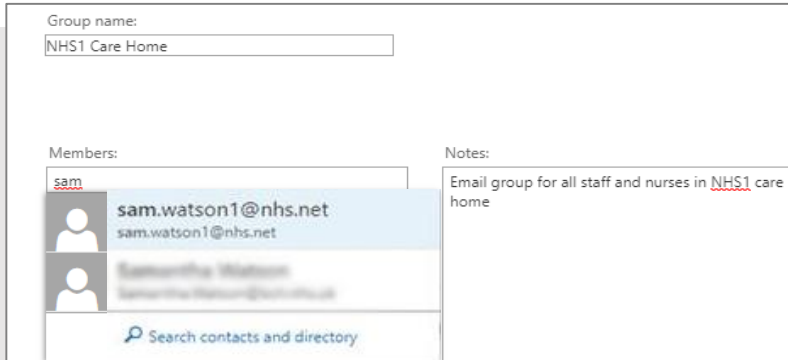 Group name:
NHS1 Care Home
Members:
sam
Notes:
Email group for all staff and nurses in NHS1 care
home
sam.watson1@nhs.net
sam.watson1@nhs.net
Search contacts and directory